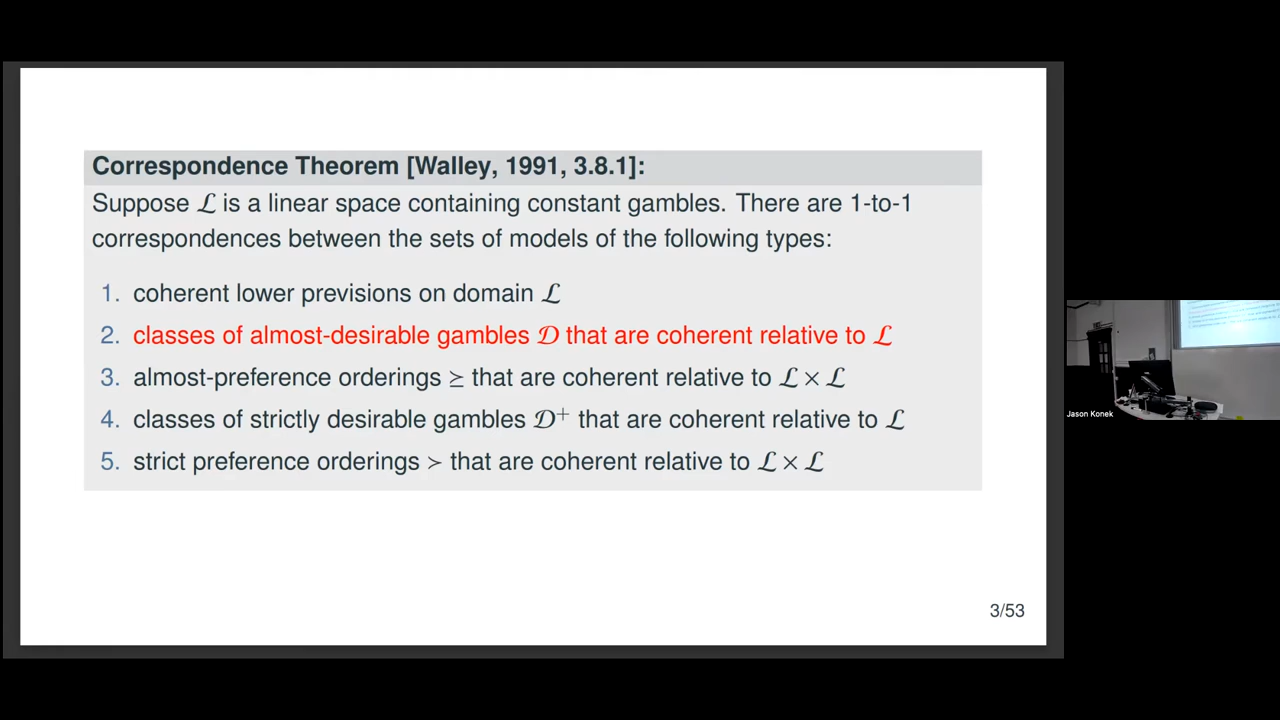 Correspondence Theorem [Walley, 1991, 3.8.1]:
Suppose ℒ is a linear space containing constant gambles. There are 1-to-1
correspondences between the sets of models of the following types:
1. coherent lower previsions on domain ℒ
2. classes of almost-desirable gambles 𝒟 that are coherent relative to ℒ
3. almost-preference orderings ⪰ that are coherent relative to ℒ × ℒ
4. classes of strictly desirable gambles 𝒟⁺ that are coherent relative to ℒ
5. strict preference orderings ≻ that are coherent relative to ℒ × ℒ
3/53
Jason Konek